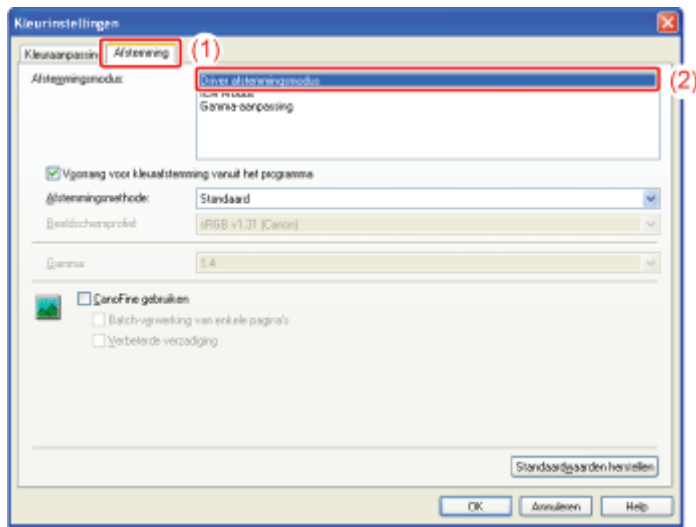 Kleurinstellingen
Kleuraanpassin Afstemming (1)
Afstemmingsmodus: Driver afstemmingsmodus (2)
ICM Modus
Gamma-aanpassing
Voorrang voor kleurafstemming vanuit het programma
Afstemmingsmethode: Standaard
Beeldschermprofiel: sRGB v1.31 (Canon)
Gamma: 1.4
CanoFine gebruiken
Batch-verwerking van enkele pagina's
Verbeterde verzadiging
Standaardwaarden herstellen
OK Annuleren Help